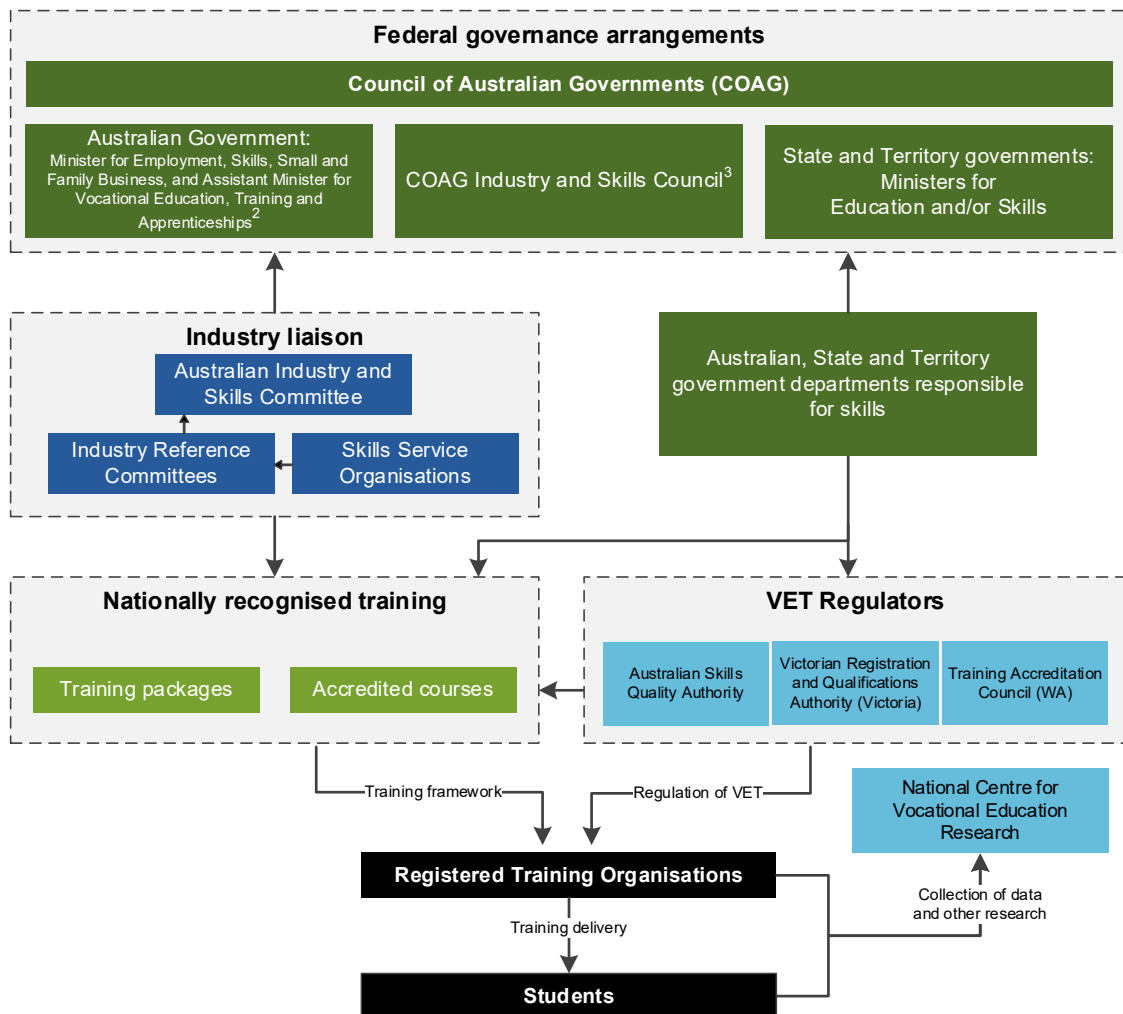 Federal governance arrangements
Council of Australian Governments (COAG)
Australian Government:
Minister for Employment, Skills, Small and
Family Business, and Assistant Minister for
Vocational Education, Training and
Apprenticeships2
COAG Industry and Skills Council3
State and Territory governments:
Ministers for
Education and/or Skills
Industry liaison
Australian Industry and
Skills Committee
Industry Reference
Committees
Skills Service
Organisations
Australian, State and Territory
government departments responsible
for skills
Nationally recognised training
Training packages
Accredited courses
VET Regulators
Australian Skills
Quality Authority
Victorian Registration
and Qualifications
Authority (Victoria)
Training Accreditation
Council (WA)
Training framework
Regulation of VET
National Centre for
Vocational Education
Research
Registered Training Organisations
Collection of data
and other research
Training delivery
Students